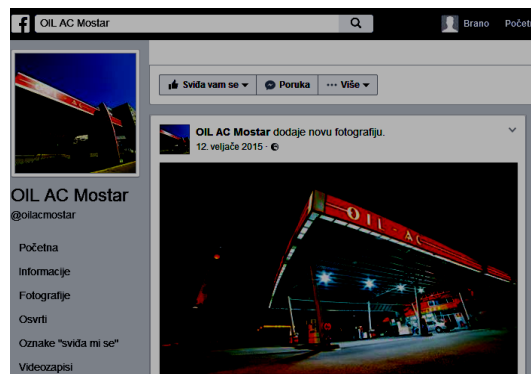 f OIL AC Mostar Brano Počet
Sviđa vam se Poruka ··· Više
OIL AC Mostar dodaje novu fotografiju.
12. veljače 2015 ·
OIL - AC
OIL AC Mostar
@oilacmostar
Početna
Informacije
Fotografije
Osvrti
Oznake "sviđa mi se"
Videozapisi